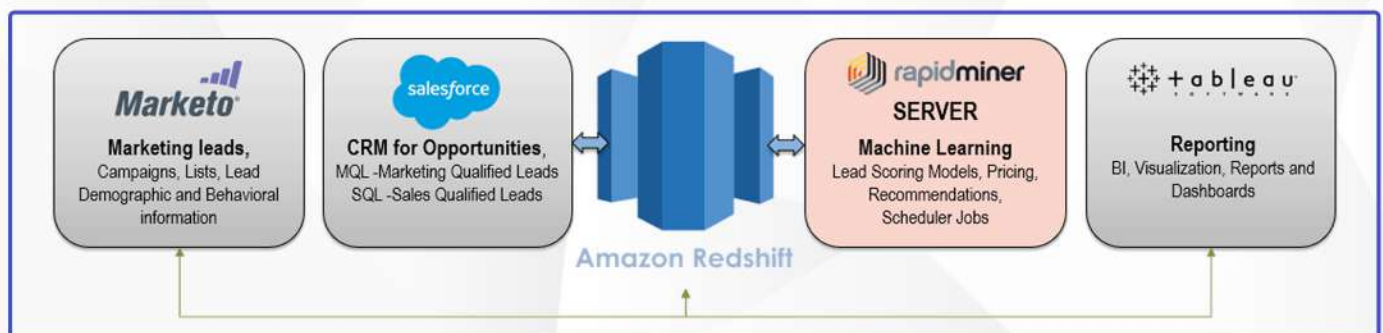 Marketo
Marketing leads,
Campaigns, Lists, Lead
Demographic and Behavioral
information
salesforce
CRM for Opportunities,
MQL -Marketing Qualified Leads
SQL -Sales Qualified Leads
Amazon Redshift
rapidminer
SERVER
Machine Learning
Lead Scoring Models, Pricing,
Recommendations,
Scheduler Jobs
+ableau
SOFTWARE
Reporting
BI, Visualization, Reports and
Dashboards